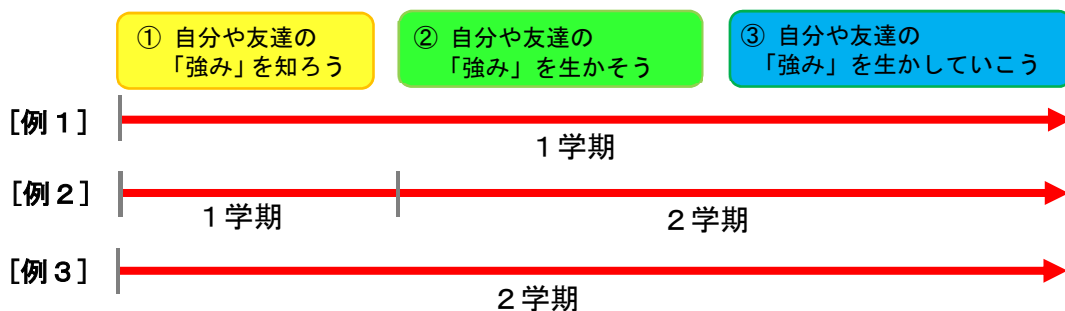 ① 自分や友達の
「強み」を知ろう
② 自分や友達の
「強み」を生かそう
③ 自分や友達の
「強み」を生かしていこう
［例１］
１学期
［例２］
１学期
２学期
［例３］
２学期